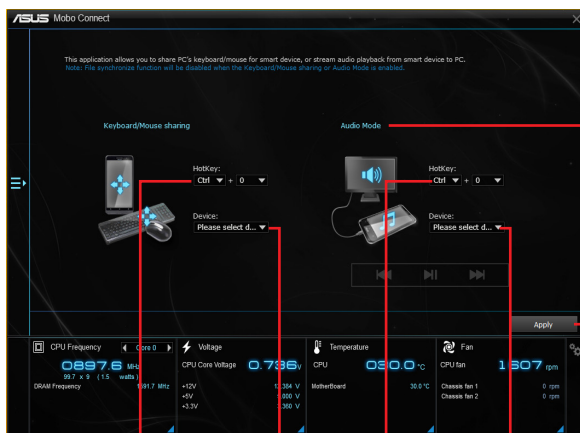 ASUS Mobo Connect
This application allows you to share PC's keyboard/mouse for smart device, or stream audio playback from smart device to PC.
Note: File synchronize function will be disabled when the Keyboard/Mouse sharing or Audio Mode is enabled.
Keyboard/Mouse sharing
Audio Mode
HotKey:
Ctrl + 0
HotKey:
Ctrl + 0
Device:
Please select d...
Device:
Please select d...
Apply
CPU Frequency Core 0
0897.6 MHz
99.7 x 9 (1.5 watts)
DRAM Frequency MHz
Voltage
CPU Core Voltage 0.736v
+12V
+5V
+3.3V
Temperature
CPU 030.0 °C
MotherBoard 30.0 °C
Fan
CPU fan 1607 rpm
Chassis fan 1 0 rpm
Chassis fan 2 0 rpm